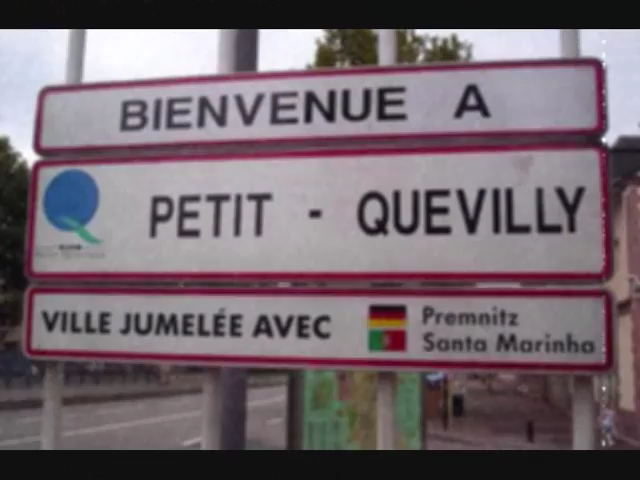 BIENVENUE A
PETIT - QUEVILLY
VILLE JUMELÉE AVEC
Premnitz
Santa Marinha